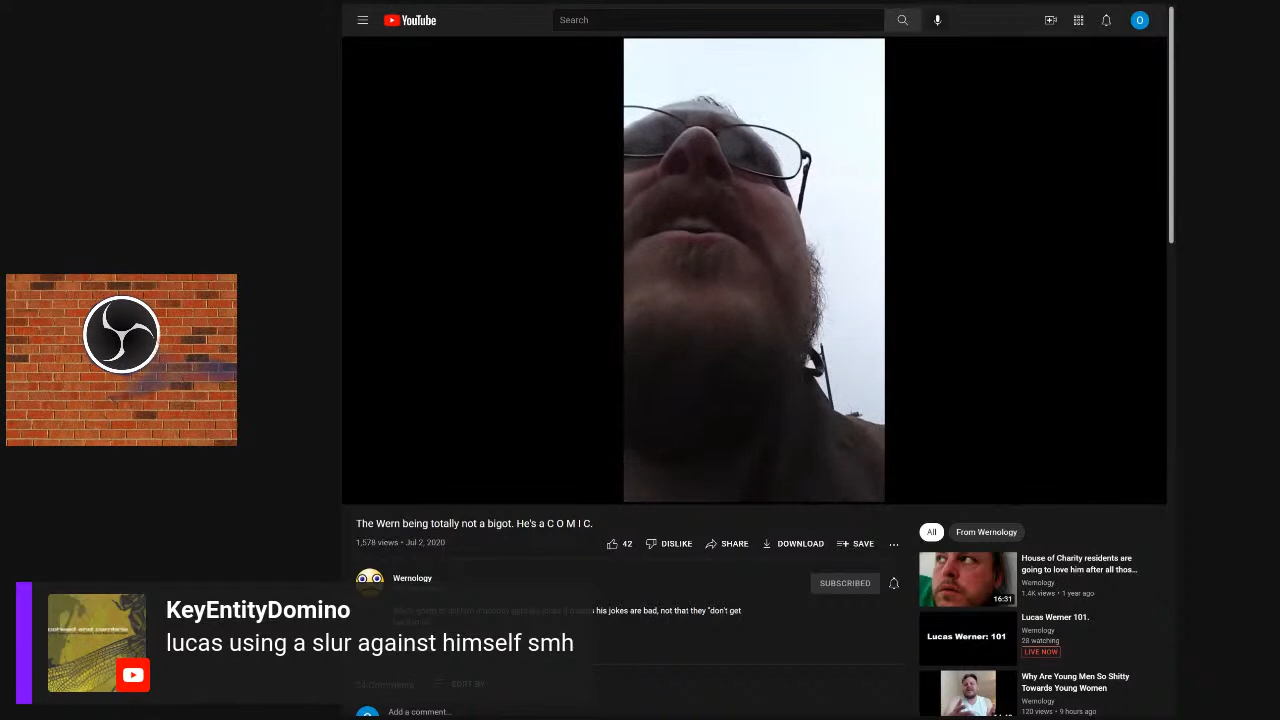 YouTube
Search
O
The Wern being totally not a bigot. He's a C O M I C.
1,578 views • Jul 2, 2020
42
DISLIKE
SHARE
DOWNLOAD
SAVE
Wernology
SUBSCRIBED
his jokes are bad, not that they "don't get
24 Comments
SORT BY
Add a comment...
All
From Wernology
House of Charity residents are
going to love him after all thos...
Wernology
1.4K views • 1 year ago
16:31
Lucas Werner: 101
Lucas Werner 101.
Wernology
28 watching
LIVE NOW
Why Are Young Men So Shitty
Towards Young Women
Wernology
120 views • 9 hours ago
KeyEntityDomino
lucas using a slur against himself smh